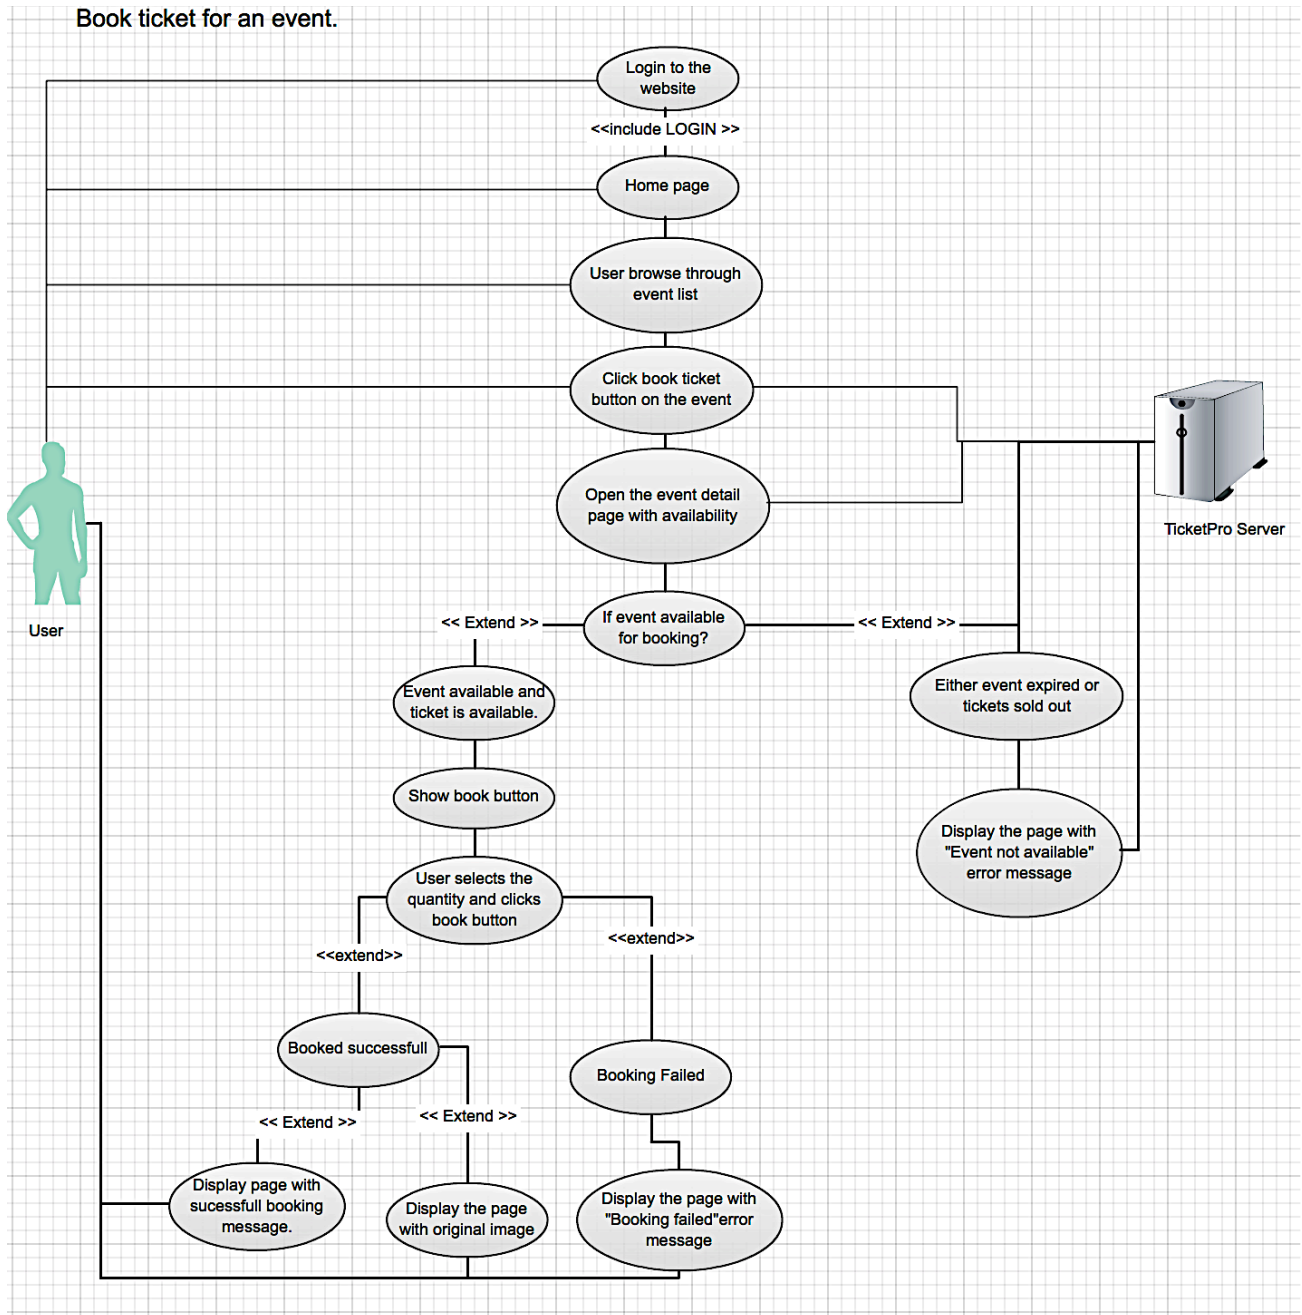 Book ticket for an event.
Login to the
website
<<include LOGIN >>
Home page
User browse through
event list
Click book ticket
button on the event
Open the event detail
page with availability
TicketPro Server
User
If event available
for booking?
<< Extend >>
<< Extend >>
Event available and
ticket is available.
Either event expired or
tickets sold out
Show book button
Display the page with
"Event not available"
error message
User selects the
quantity and clicks
book button
<<extend>>
<<extend>>
Booked successfull
Booking Failed
<< Extend >>
<< Extend >>
Display page with
sucessfull booking
message.
Display the page
with original image
Display the page with
"Booking failed"error
message